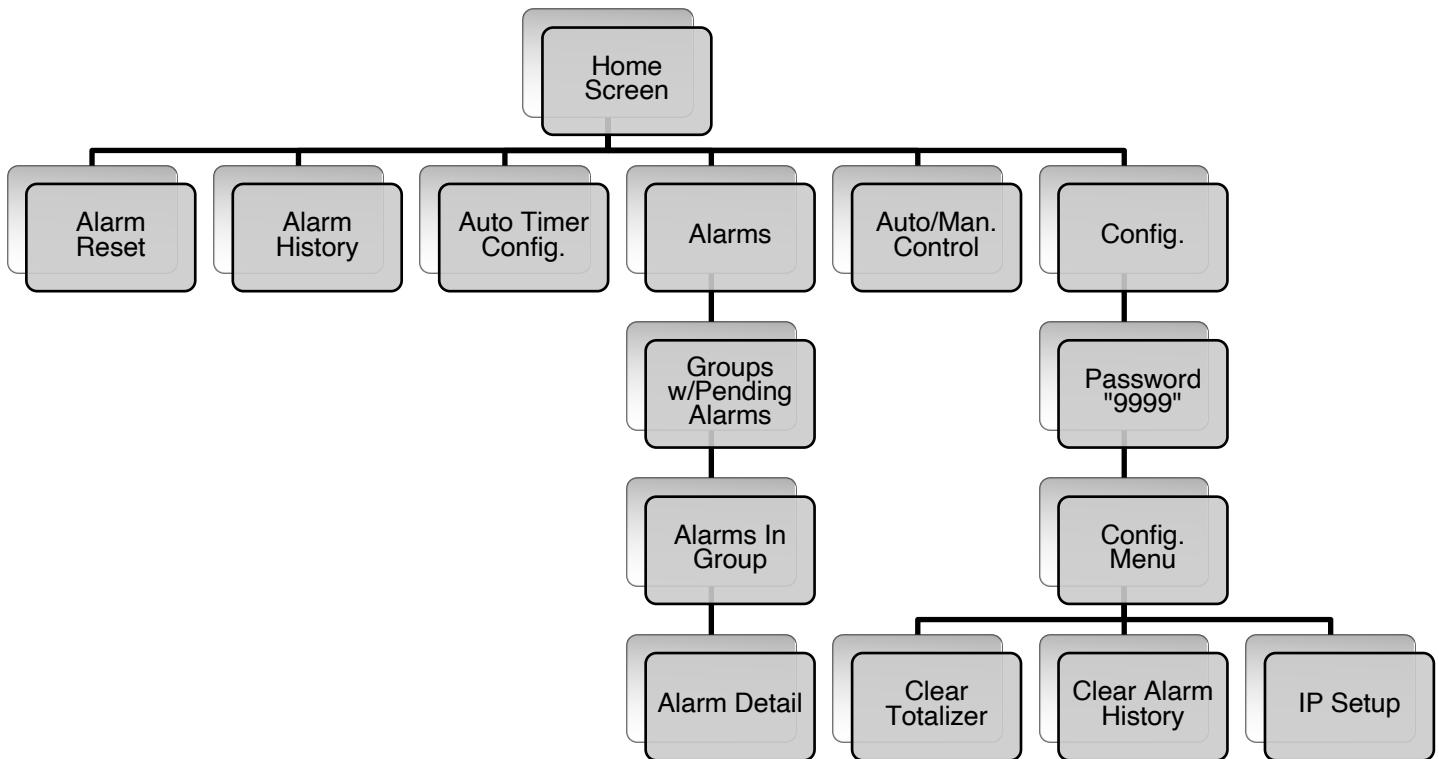 Home
Screen
Alarm
Reset
Alarm
History
Auto Timer
Config.
Alarms
Auto/Man.
Control
Config.
Groups
w/Pending
Alarms
Password
"9999"
Alarms In
Group
Config.
Menu
Alarm Detail
Clear
Totalizer
Clear Alarm
History
IP Setup